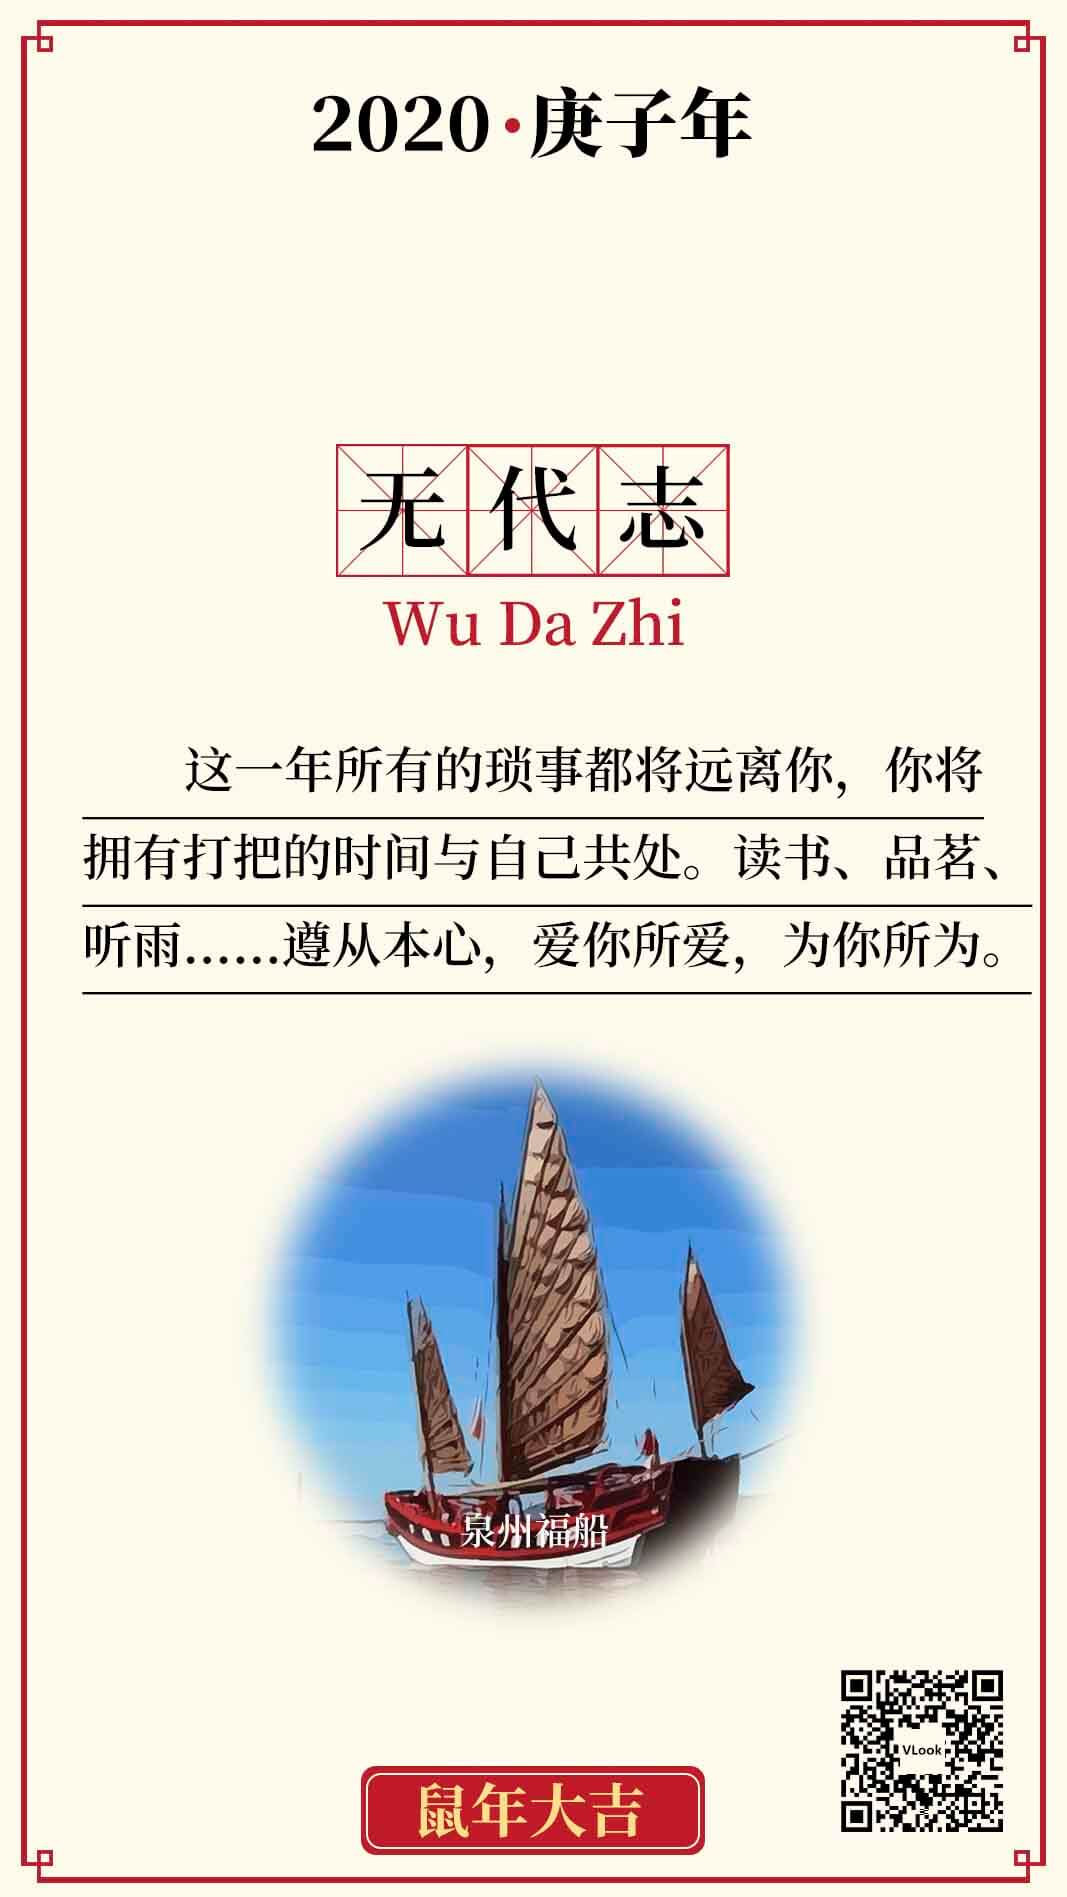 2020·庚子年
无代志
Wu Da Zhi
这一年所有的琐事都将远离你，你将
拥有打把的时间与自己共处。读书、品茗、
听雨……遵从本心，爱你所爱，为你所为。
泉州福船
VLook
鼠年大吉